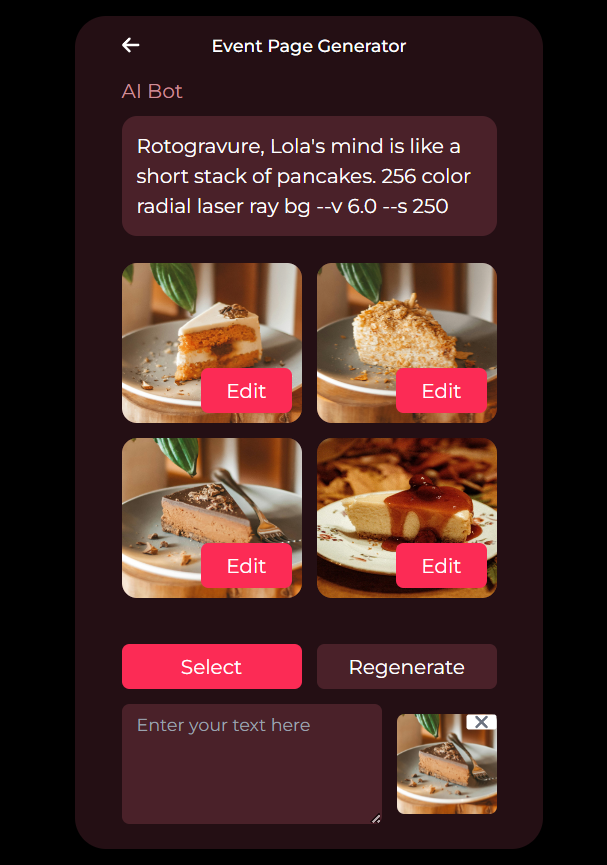 Event Page Generator
AI Bot
Rotogravure, Lola's mind is like a
short stack of pancakes. 256 color
radial laser ray bg --v 6.0 --s 250
Edit
Edit
Edit
Edit
Select
Regenerate
Enter your text here